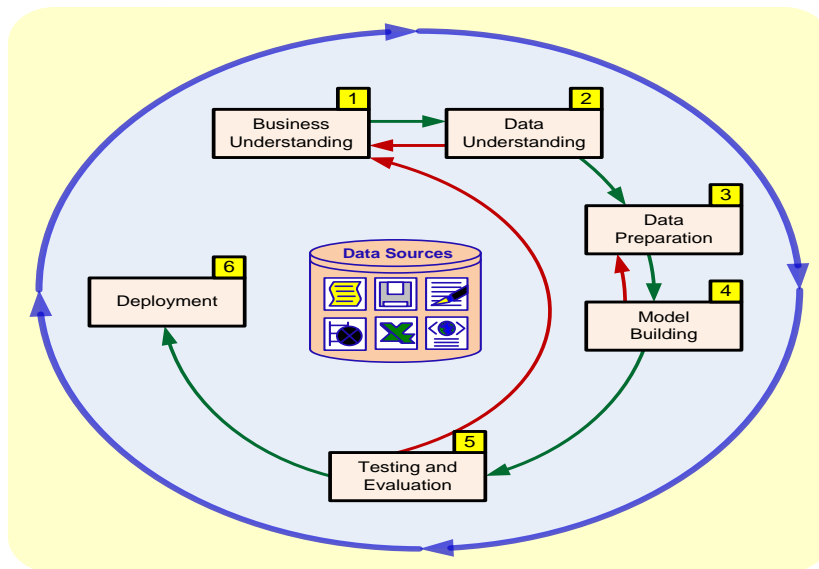 1
Business
Understanding
2
Data
Understanding
3
Data
Preparation
4
Model
Building
5
Testing and
Evaluation
6
Deployment
Data Sources